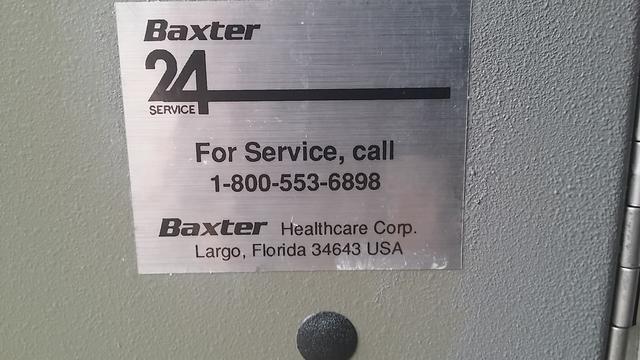 Baxter
24
SERVICE
For Service, call
1-800-553-6898
Baxter Healthcare Corp.
Largo, Florida 34643 USA